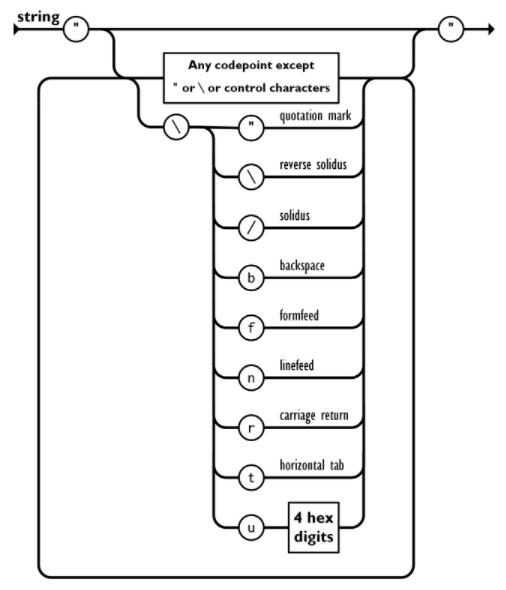 string
"
"
Any codepoint except
" or \ or control characters
\
" quotation mark
\ reverse solidus
/ solidus
b backspace
f formfeed
n linefeed
r carriage return
t horizontal tab
u
4 hex
digits